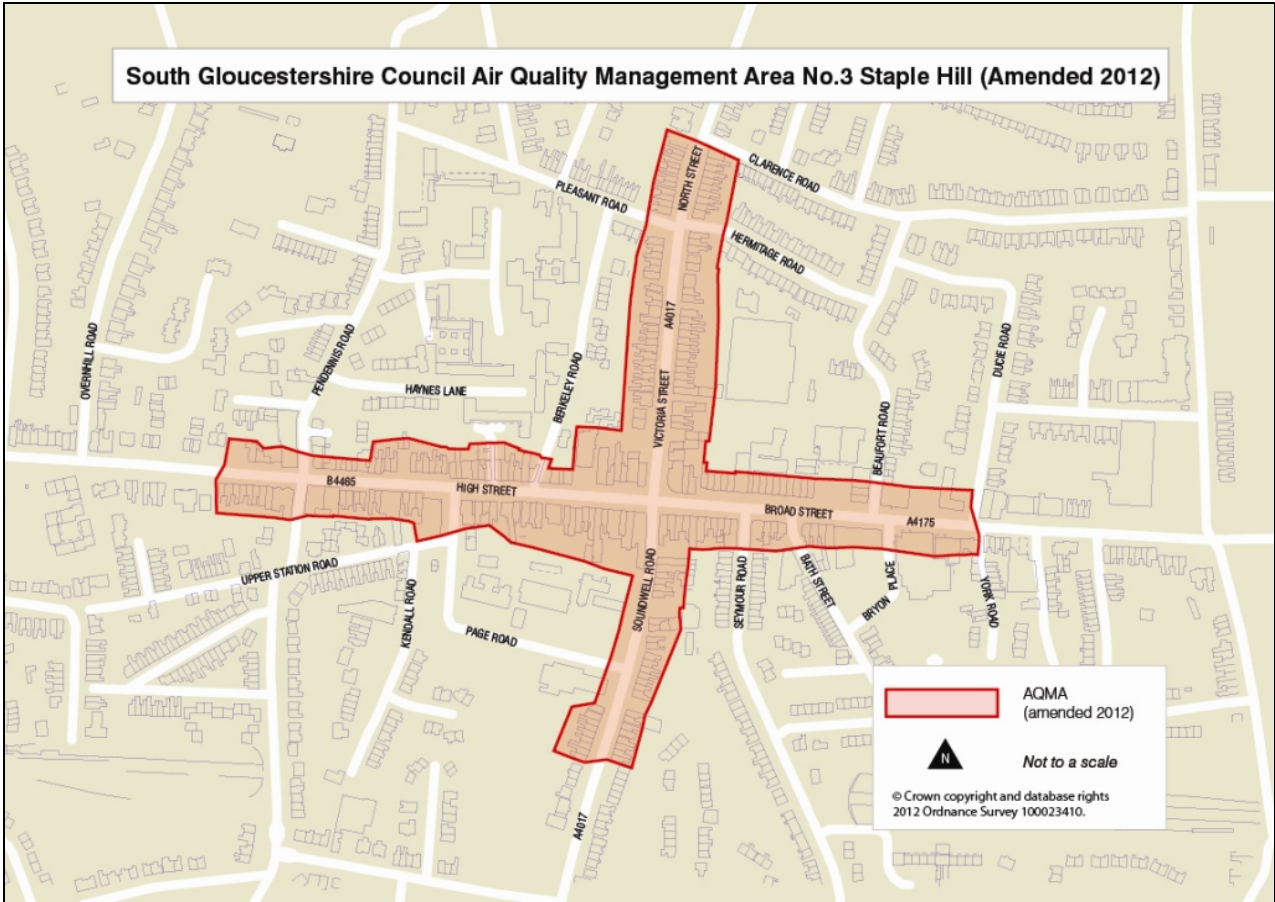 South Gloucestershire Council Air Quality Management Area No.3 Staple Hill (Amended 2012)
NORTH STREET
CLARENCE ROAD
PLEASANT ROAD
HERMITAGE ROAD
A4017
OVERNHILL ROAD
PENDENNIS ROAD
DUCIE ROAD
HAYNES LANE
BERKELEY ROAD
VICTORIA STREET
BEAUFORT ROAD
B4465
HIGH STREET
BROAD STREET
A4175
UPPER STATION ROAD
KENDALL ROAD
SOUNDWELL ROAD
SEYMOUR ROAD
BATH STREET
BRYON PLACE
YORK ROAD
PAGE ROAD
A4017
AQMA
(amended 2012)
N
Not to a scale
© Crown copyright and database rights
2012 Ordnance Survey 100023410.